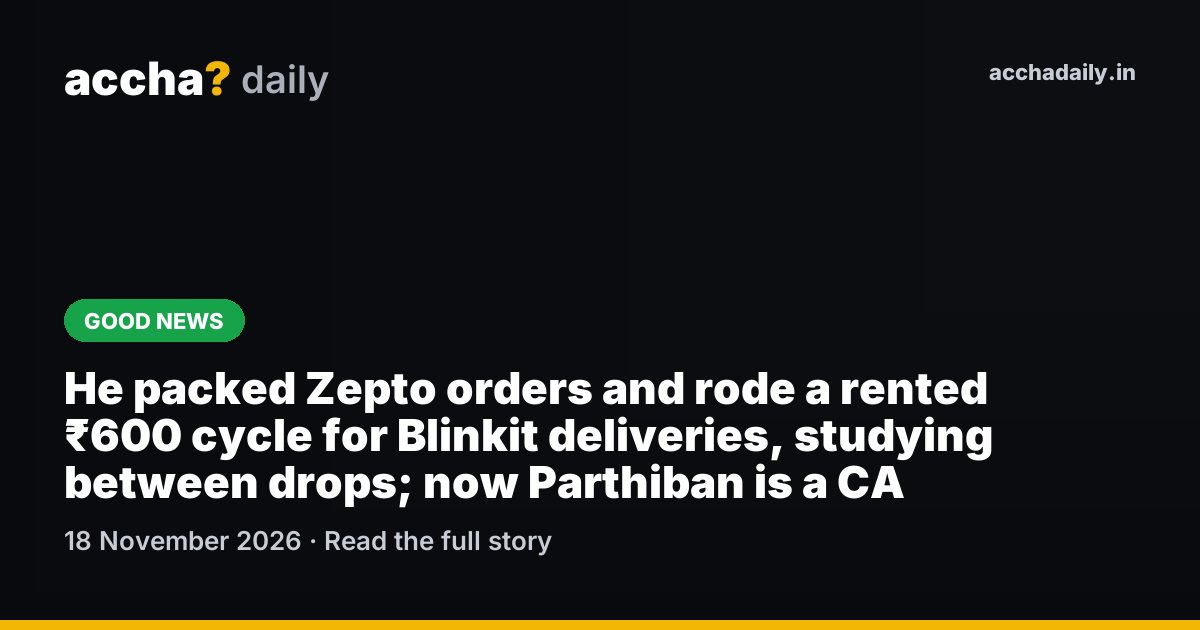 accha? daily
acchadaily.in
GOOD NEWS
He packed Zepto orders and rode a rented
₹600 cycle for Blinkit deliveries, studying
between drops; now Parthiban is a CA
18 November 2026 · Read the full story